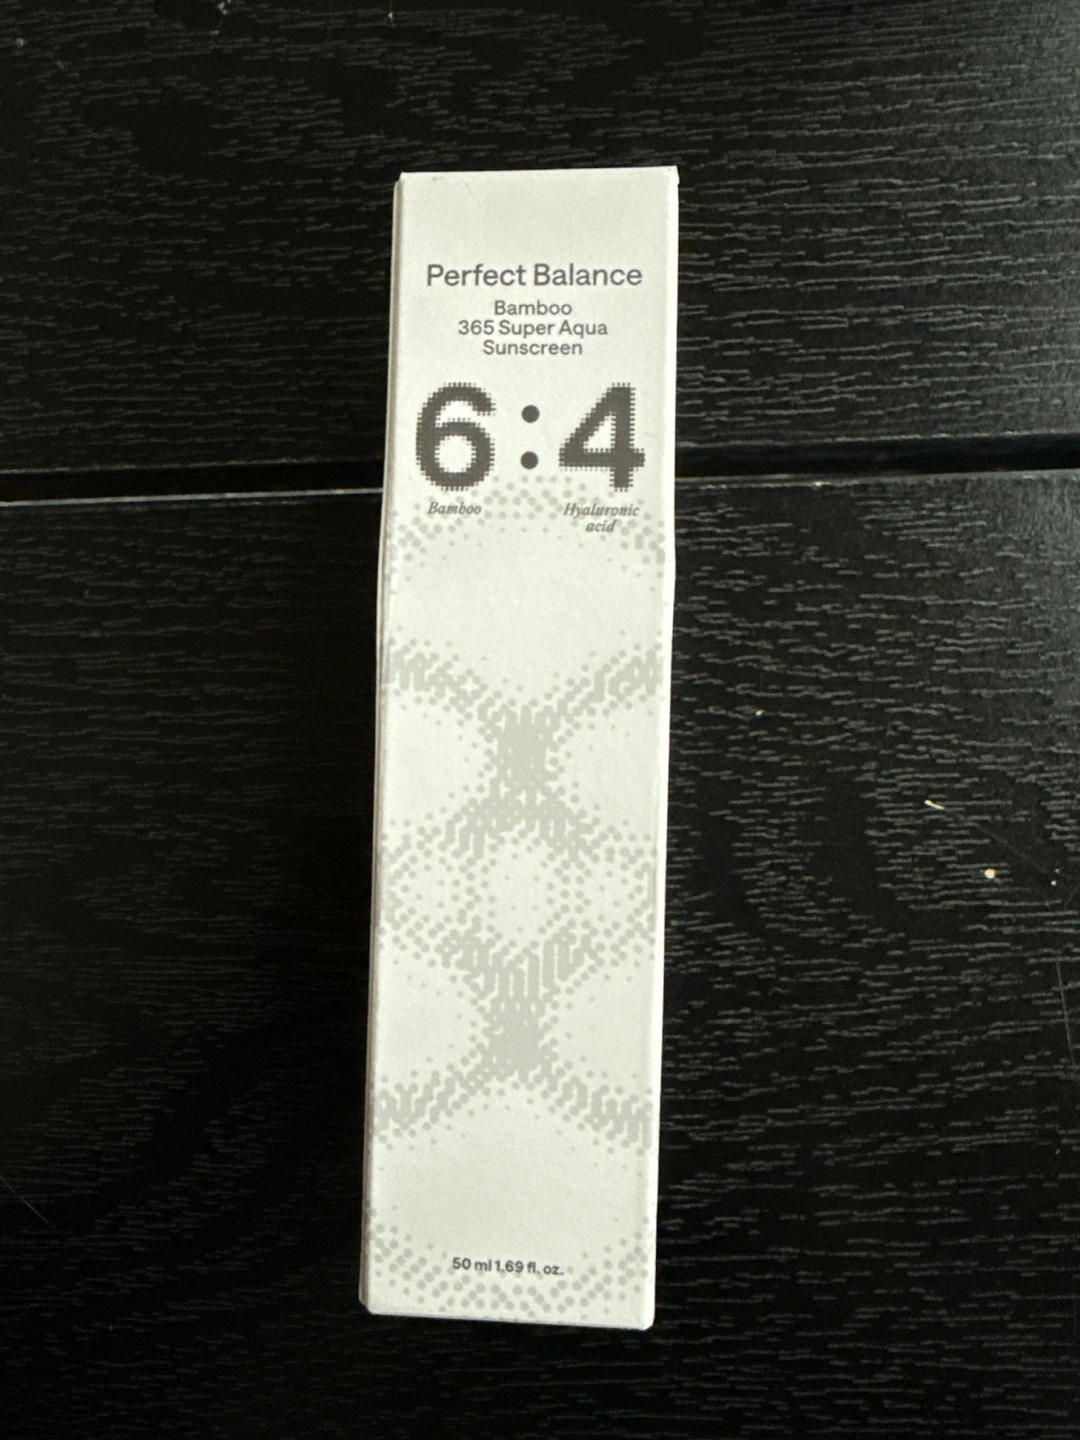 Perfect Balance
Bamboo
365 Super Aqua
Sunscreen
6:4
Bamboo
Hyaluronic
acid
50 ml 1.69 fl. oz.